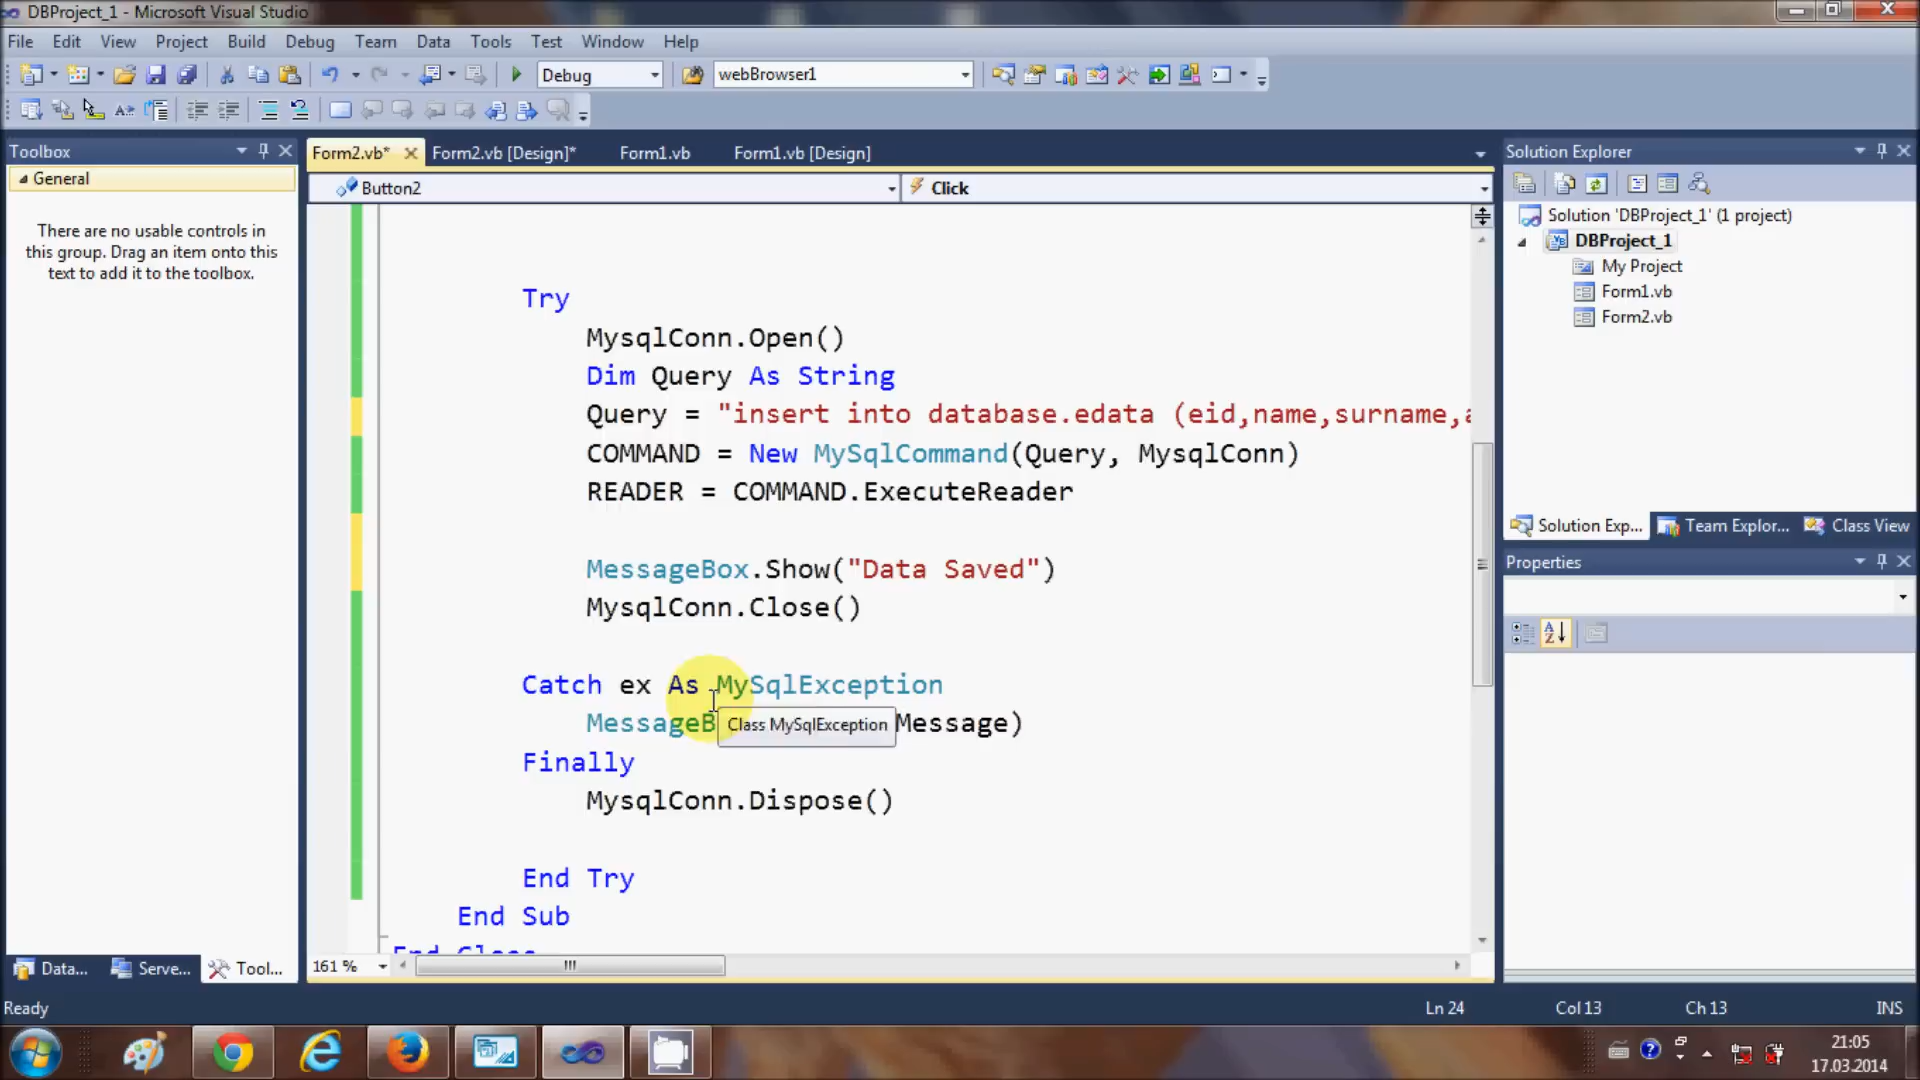 DBProject_1 - Microsoft Visual Studio
File Edit View Project Build Debug Team Data Tools Test Window Help
Debug webBrowser1
Toolbox
General
There are no usable controls in
this group. Drag an item onto this
text to add it to the toolbox.
Data... Serve... Tool...
Form2.vb* Form2.vb [Design]* Form1.vb Form1.vb [Design]
Button2 Click
Try
MysqlConn.Open()
Dim Query As String
Query = "insert into database.edata (eid,name,surname,a
COMMAND = New MySqlCommand(Query, MysqlConn)
READER = COMMAND.ExecuteReader
MessageBox.Show("Data Saved")
MysqlConn.Close()
Catch ex As MySqlException
MessageB Class MySqlException Message)
Finally
MysqlConn.Dispose()
End Try
End Sub
161 %
Solution Explorer
Solution 'DBProject_1' (1 project)
DBProject_1
My Project
Form1.vb
Form2.vb
Solution Exp... Team Explor... Class View
Properties
Ready Ln 24 Col 13 Ch 13 INS
21:05
17.03.2014